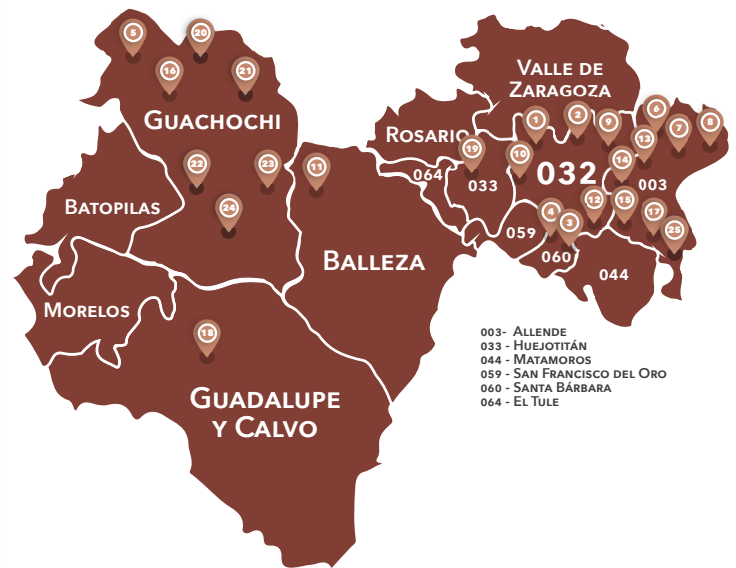 5
20
16
21
GUACHOCHI
VALLE DE
ZARAGOZA
6
1
2
9
7
8
13
ROSARIO
19
10
14
032
003
064
033
22
23
11
24
BATOPILAS
12
15
4
3
17
25
059
060
044
BALLEZA
MORELOS
18
GUADALUPE
Y CALVO
003- ALLENDE
033 - HUEJOTITÁN
044 - MATAMOROS
059 - SAN FRANCISCO DEL ORO
060 - SANTA BÁRBARA
064 - EL TULE